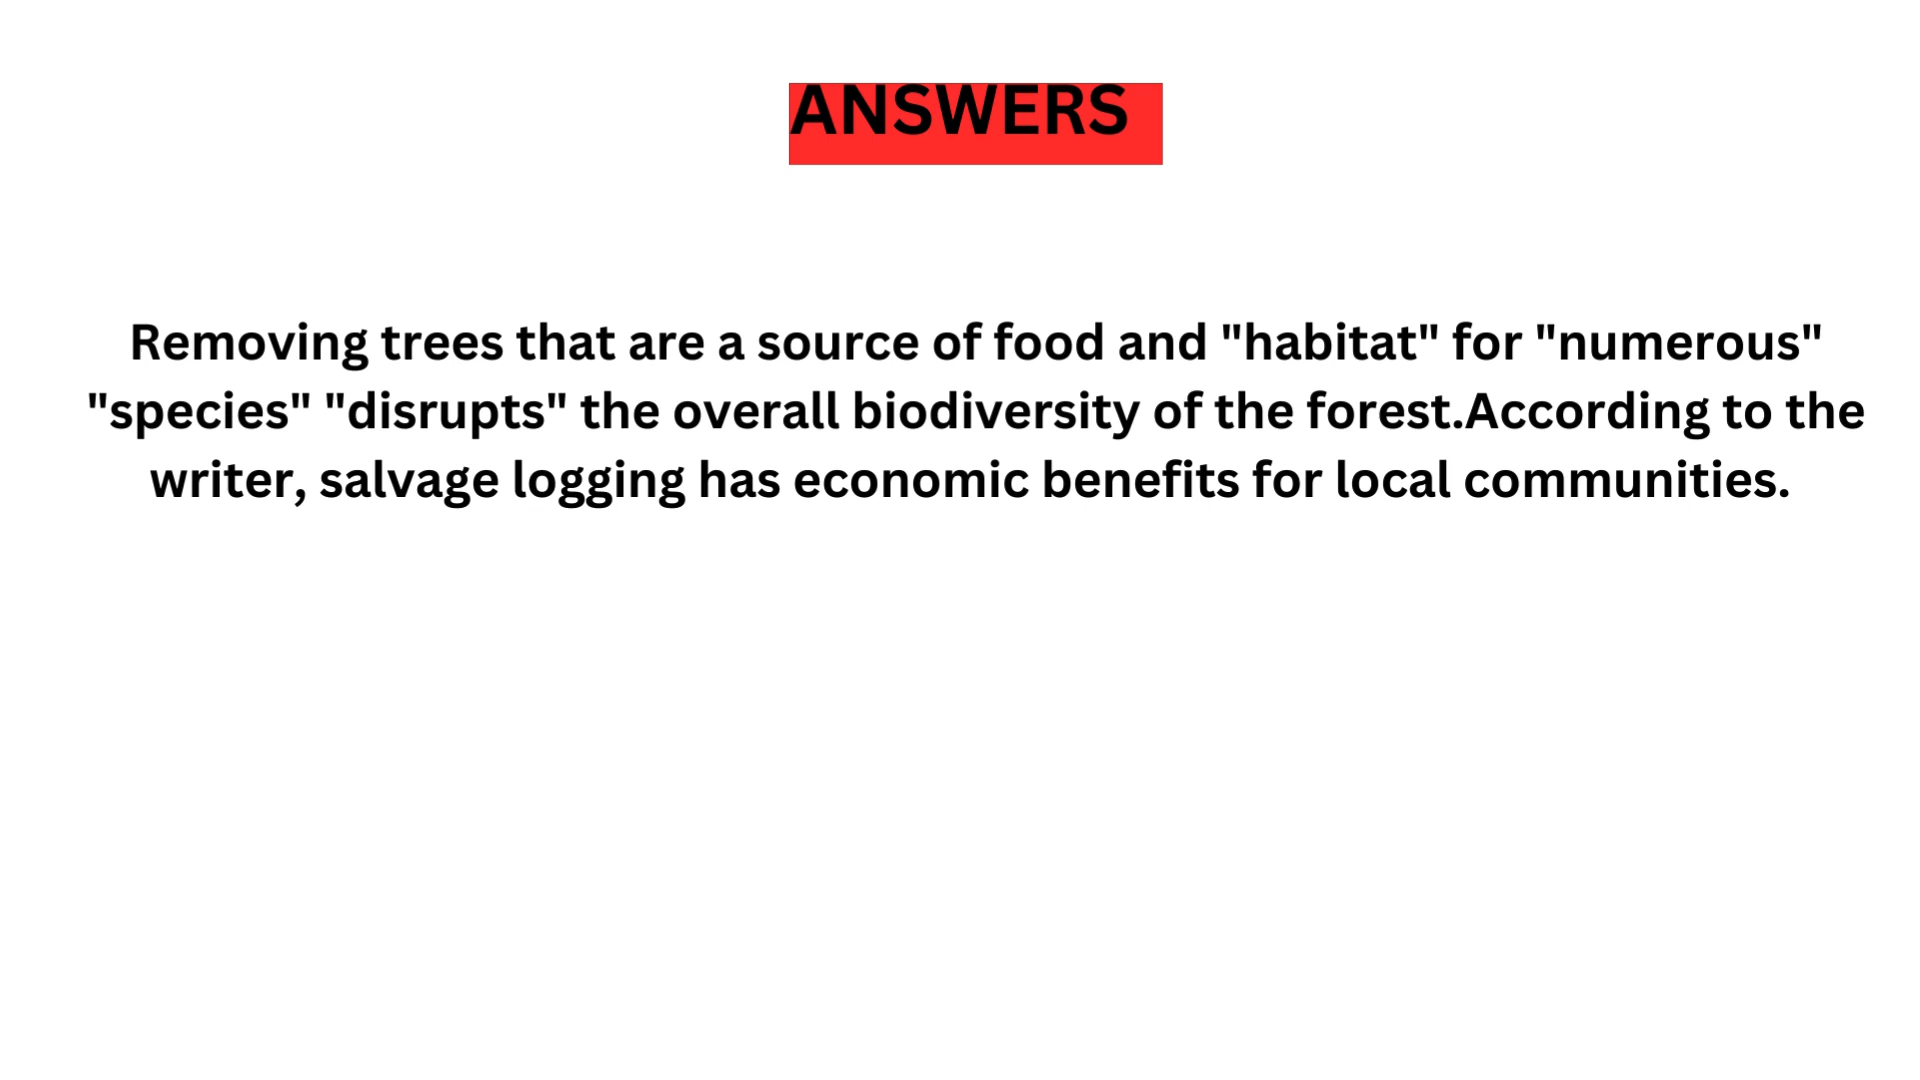 ANSWERS
Removing trees that are a source of food and "habitat" for "numerous"
"species" "disrupts" the overall biodiversity of the forest.According to the
writer, salvage logging has economic benefits for local communities.